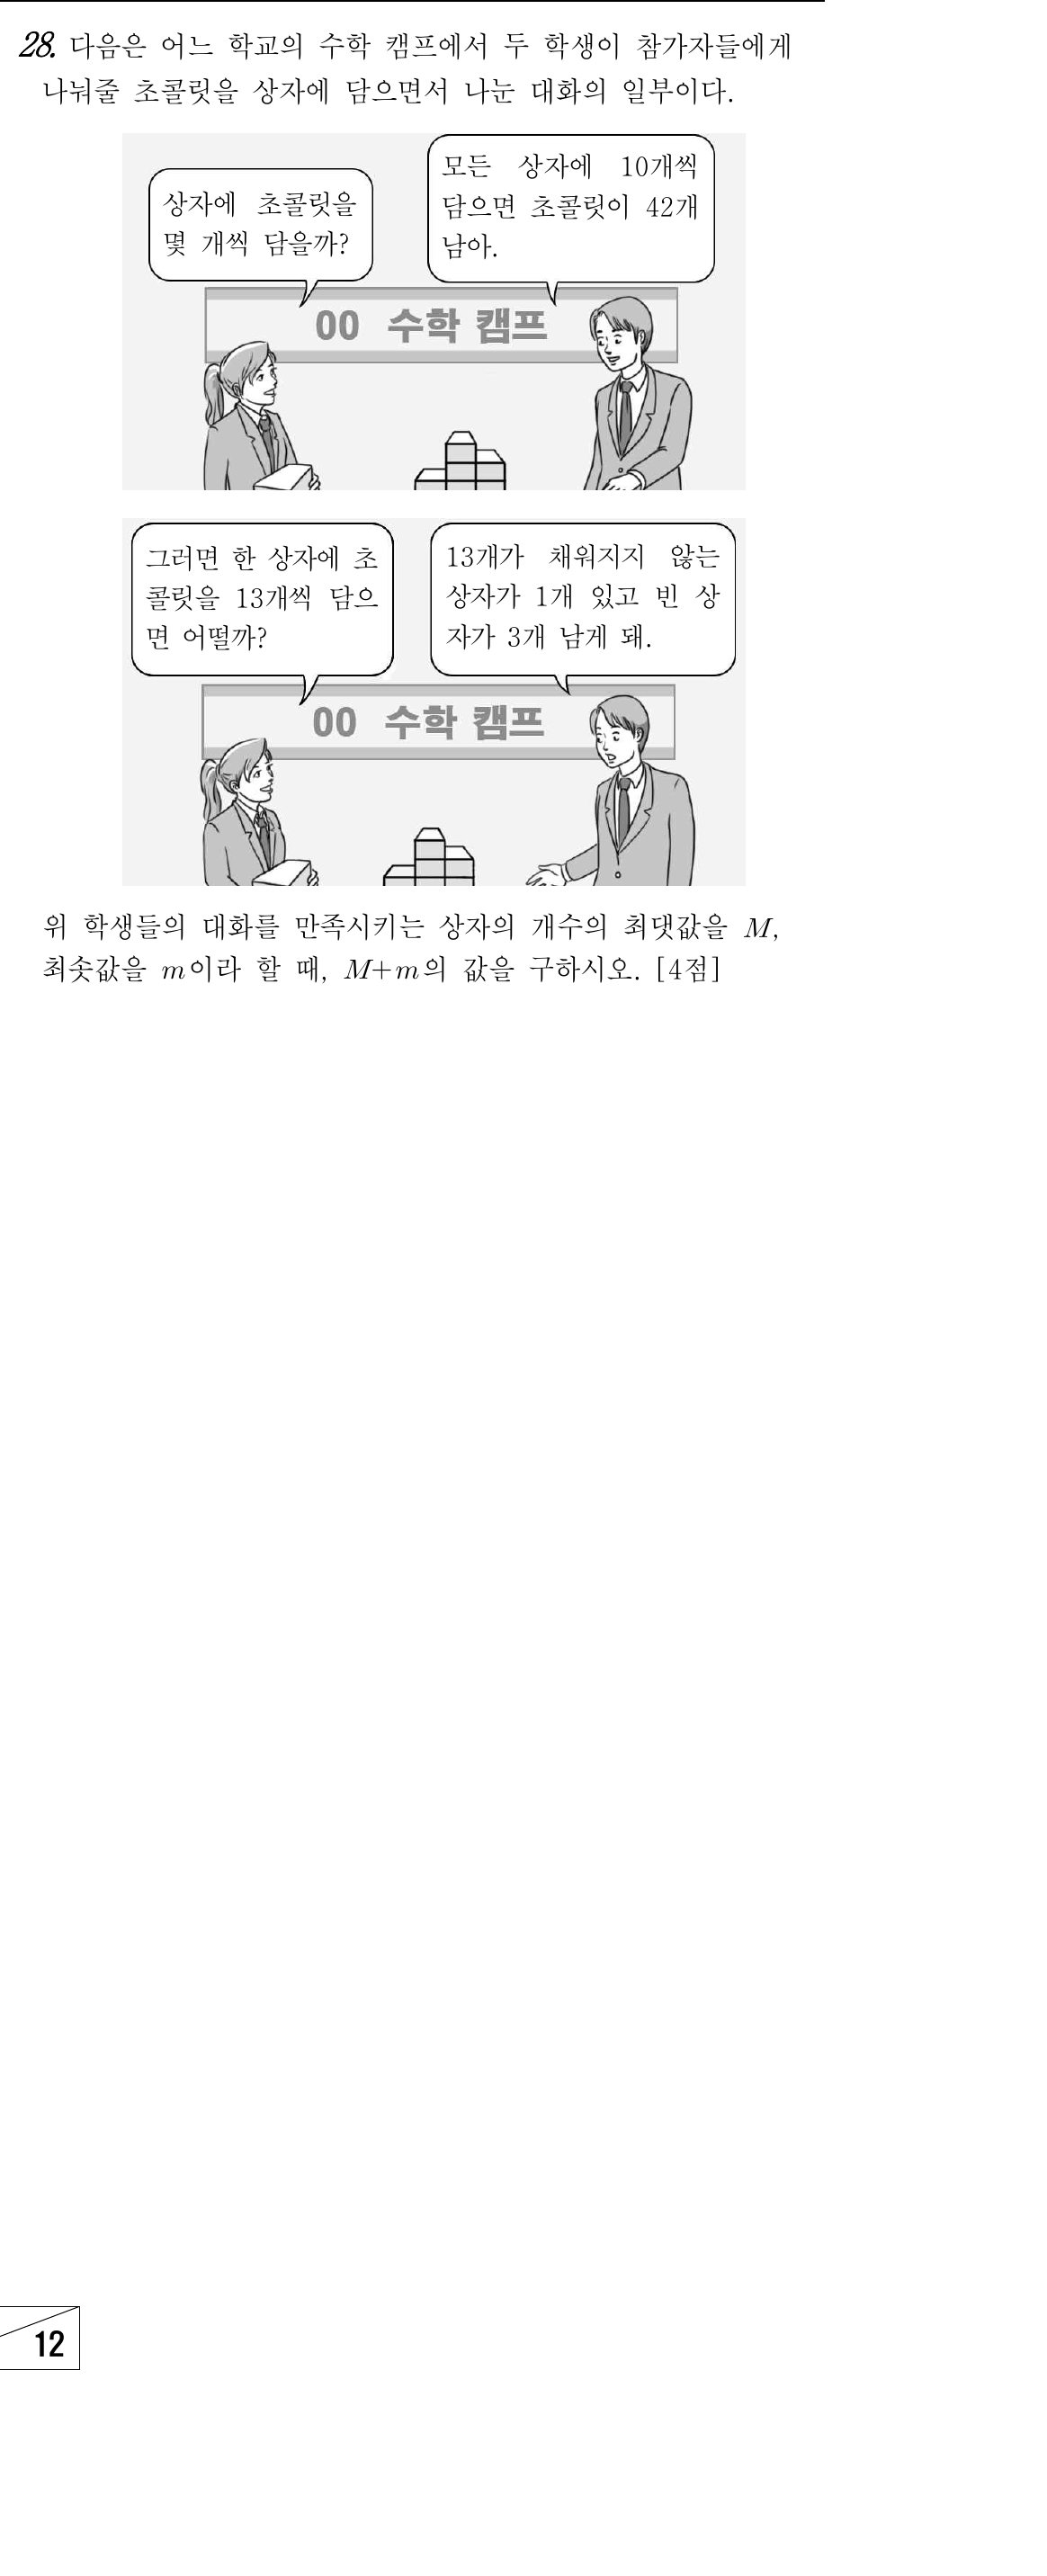 28. 다음은 어느 학교의 수학 캠프에서 두 학생이 참가자들에게
나눠줄 초콜릿을 상자에 담으면서 나눈 대화의 일부이다.
상자에 초콜릿을
몇 개씩 담을까?
모든 상자에 10개씩
담으면 초콜릿이 42개
남아.
00 수학 캠프
그러면 한 상자에 초
콜릿을 13개씩 담으
면 어떨까?
13개가 채워지지 않는
상자가 1개 있고 빈 상
자가 3개 남게 돼.
00 수학 캠프
위 학생들의 대화를 만족시키는 상자의 개수의 최댓값을 M,
최솟값을 m이라 할 때, M+m의 값을 구하시오. [4점]
12